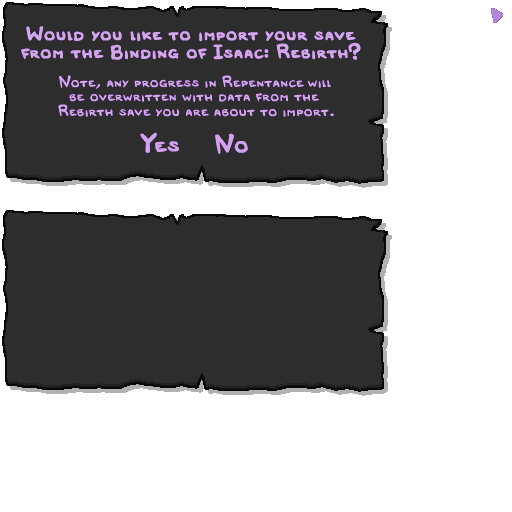 Would you like to import your save
from the Binding of Isaac: Rebirth?
Note, any progress in Repentance will
be overwritten with data from the
Rebirth save you are about to import.
Yes No